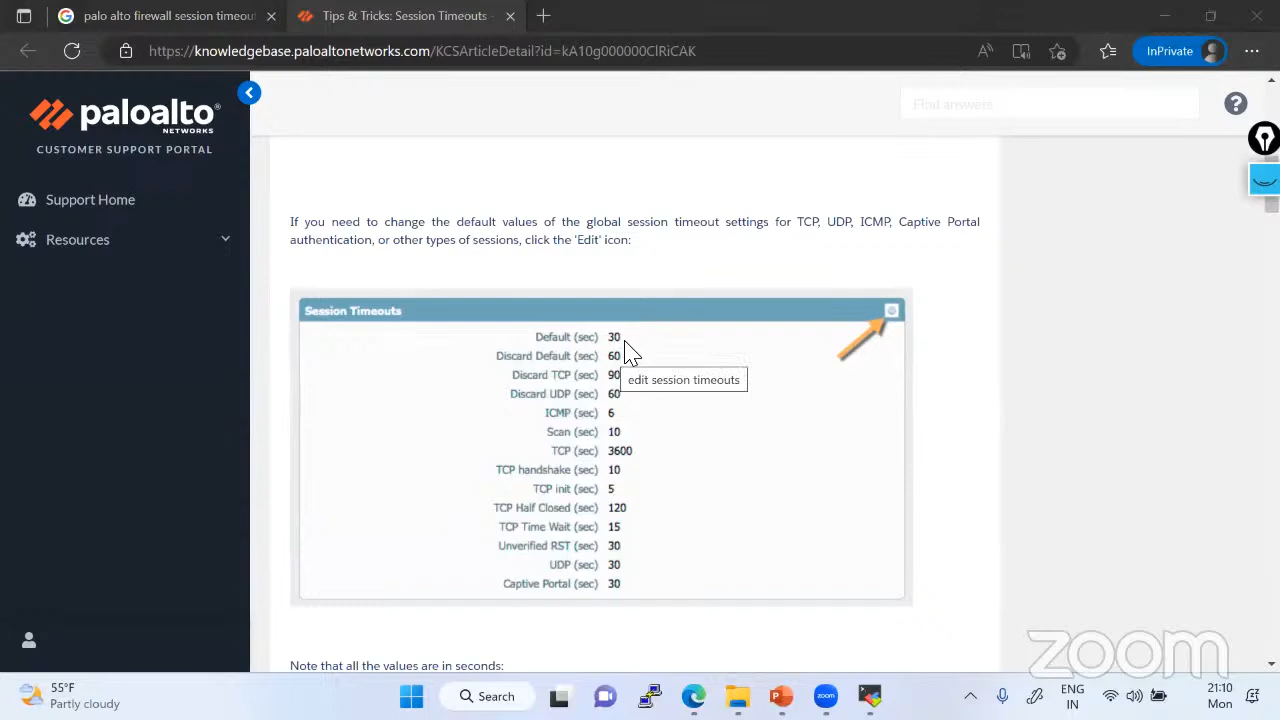 palo alto firewall session timeout
Tips & Tricks: Session Timeouts -
https://knowledgebase.paloaltonetworks.com/KCSArticleDetail?id=kA10g000000ClRiCAK
InPrivate
paloalto®
NETWORKS
CUSTOMER SUPPORT PORTAL
Find answers
Support Home
Resources
If you need to change the default values of the global session timeout settings for TCP, UDP, ICMP, Captive Portal
authentication, or other types of sessions, click the 'Edit' icon:
Session Timeouts
Default (sec) 30
Discard Default (sec) 60
Discard TCP (sec) 90
edit session timeouts
Discard UDP (sec) 60
ICMP (sec) 6
Scan (sec) 10
TCP (sec) 3600
TCP handshake (sec) 10
TCP init (sec) 5
TCP Half Closed (sec) 120
TCP Time Wait (sec) 15
Unverified RST (sec) 30
UDP (sec) 30
Captive Portal (sec) 30
Note that all the values are in seconds:
zoom
55°F
Partly cloudy
Search
zoom
ENG
IN
21:10
Mon